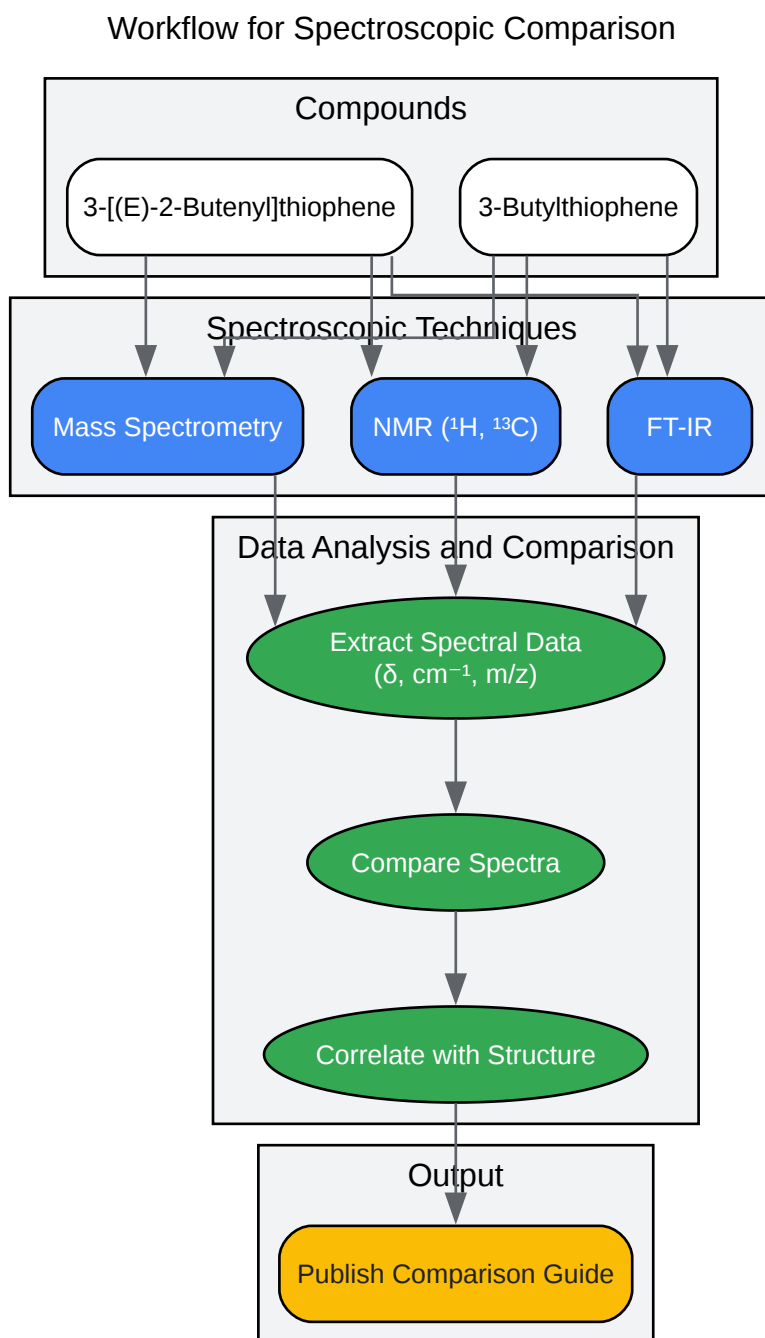 Workflow for Spectroscopic Comparison
Compounds
3-[(E)-2-Butenyl]thiophene
3-Butylthiophene
Spectroscopic Techniques
Mass Spectrometry
NMR (¹H, ¹³C)
FT-IR
Data Analysis and Comparison
Extract Spectral Data
(δ, cm⁻¹, m/z)
Compare Spectra
Correlate with Structure
Output
Publish Comparison Guide